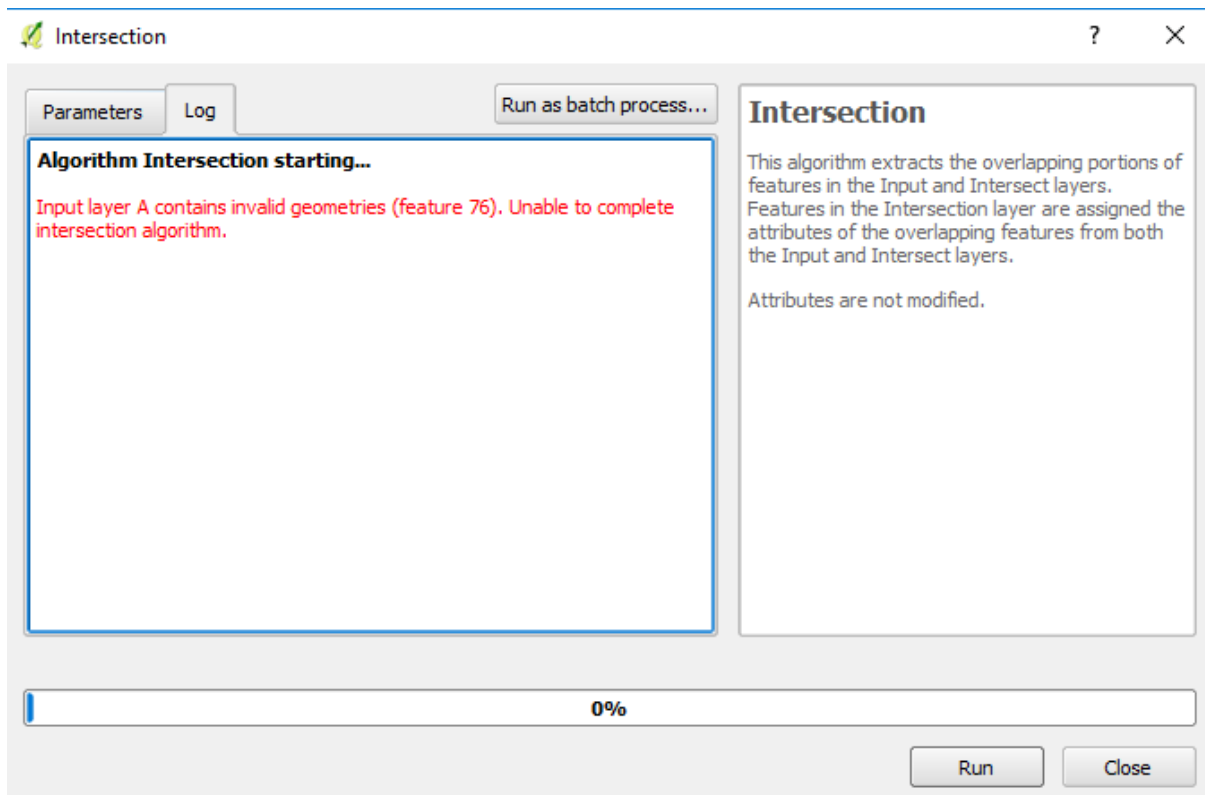 Intersection
?
Parameters
Log
Run as batch process...
Algorithm Intersection starting...
Input layer A contains invalid geometries (feature 76). Unable to complete
intersection algorithm.
Intersection
This algorithm extracts the overlapping portions of
features in the Input and Intersect layers.
Features in the Intersection layer are assigned the
attributes of the overlapping features from both
the Input and Intersect layers.
Attributes are not modified.
0%
Run
Close